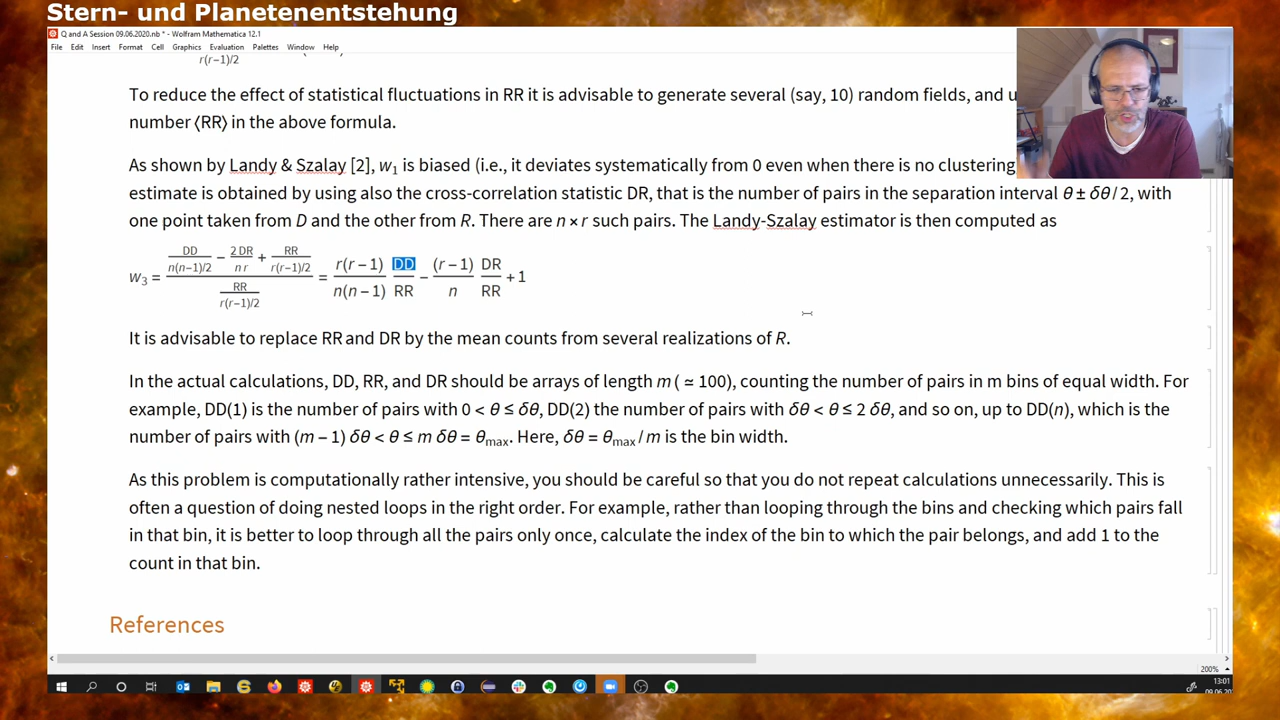 Stern- und Planetenentstehung
Q and A Session 09.06.2020.nb * - Wolfram Mathematica 12.1
File Edit Insert Format Cell Graphics Evaluation Palettes Window Help
r(r−1)/2
To reduce the effect of statistical fluctuations in RR it is advisable to generate several (say, 10) random fields, and u
number ⟨RR⟩ in the above formula.
As shown by Landy & Szalay [2], w₁ is biased (i.e., it deviates systematically from 0 even when there is no clustering
estimate is obtained by using also the cross-correlation statistic DR, that is the number of pairs in the separation interval θ ± δθ/2, with
one point taken from D and the other from R. There are n × r such pairs. The Landy-Szalay estimator is then computed as
w₃ = (DD/(n(n−1)/2) − 2 DR/(n r) + RR/(r(r−1)/2)) / (RR/(r(r−1)/2)) = r(r − 1)/n(n − 1) DD/RR − (r − 1)/n DR/RR + 1
It is advisable to replace RR and DR by the mean counts from several realizations of R.
In the actual calculations, DD, RR, and DR should be arrays of length m ( ≃ 100), counting the number of pairs in m bins of equal width. For
example, DD(1) is the number of pairs with 0 < θ ≤ δθ, DD(2) the number of pairs with δθ < θ ≤ 2 δθ, and so on, up to DD(n), which is the
number of pairs with (m − 1) δθ < θ ≤ m δθ = θmax. Here, δθ = θmax / m is the bin width.
As this problem is computationally rather intensive, you should be careful so that you do not repeat calculations unnecessarily. This is
often a question of doing nested loops in the right order. For example, rather than looping through the bins and checking which pairs fall
in that bin, it is better to loop through all the pairs only once, calculate the index of the bin to which the pair belongs, and add 1 to the
count in that bin.
References
200%
13:01
09.06.20